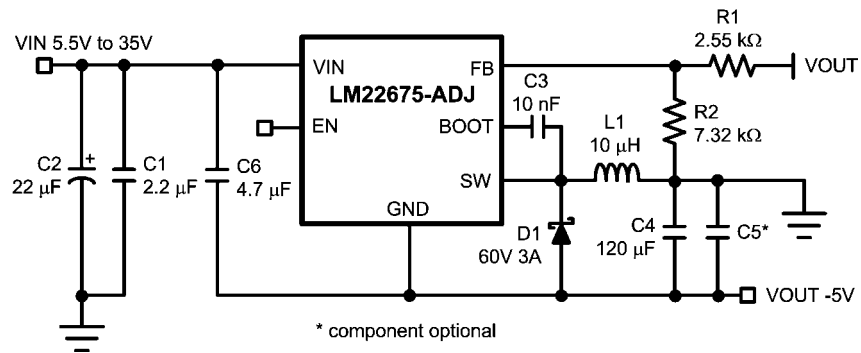 VIN 5.5V to 35V
R1
2.55 kΩ
VOUT
VIN
FB
LM22675-ADJ
C3
10 nF
EN
BOOT
R2
7.32 kΩ
L1
10 μH
C2
22 μF
+
C1
2.2 μF
C6
4.7 μF
SW
GND
D1
60V 3A
C4
120 μF
C5*
VOUT -5V
* component optional